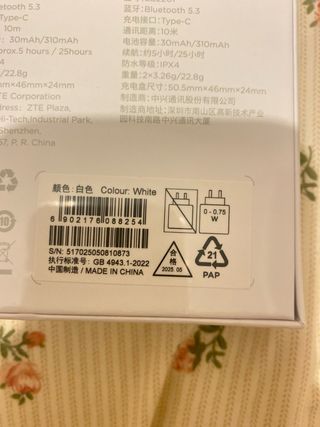 Bluetooth 5.3
Type-C
10m
30mAh/310mAh
prox.5 hours / 25hours
/22.8g
×46mm×24mm
TE Corporation
ZTE Plaza,
Hi-Tech,Industrial Park,
Shenzhen,
57, P. R. China
蓝牙: Bluetooth 5.3
充电接口: Type-C
通讯距离: 10米
电池容量: 30mAh/310mAh
续航: 约5小时/25小时
防水等级: IPX4
重量: 2×3.26g/22.8g
充电盒尺寸: 50.5mm×46mm×24mm
制造商: 中兴通讯股份有限公司
制造商地址: 深圳市南山区高新技术产业
园科技南路中兴通讯大厦
颜色: 白色 Colour: White
6 902176 088254
S/N: 517025050810873
执行标准号: GB 4943.1-2022
中国制造 / MADE IN CHINA
0 - 0.75
W
合
格
2025. 05
21
PAP
10